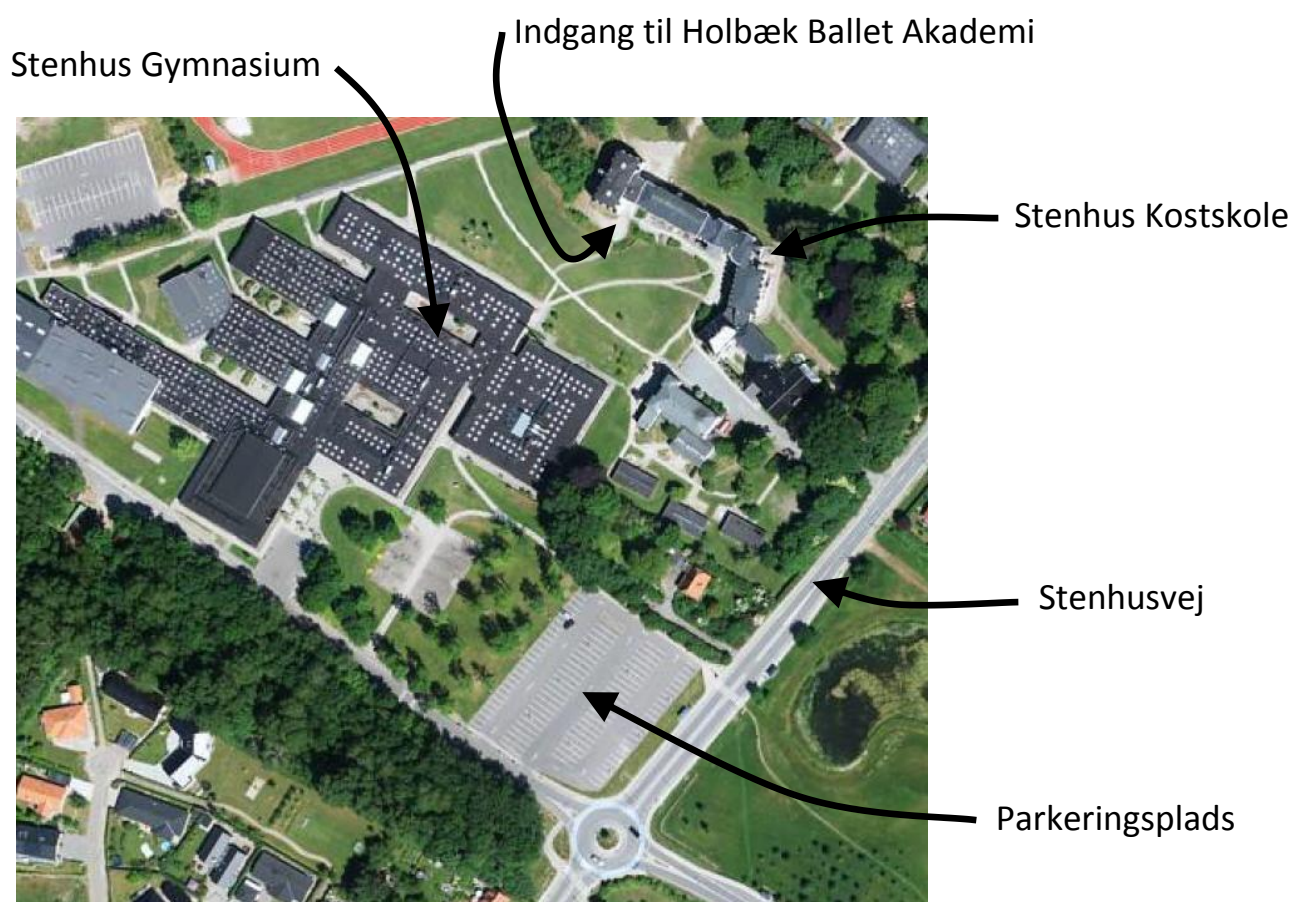 Indgang til Holbæk Ballet Akademi
Stenhus Gymnasium
Stenhus Kostskole
Stenhusvej
Parkeringsplads